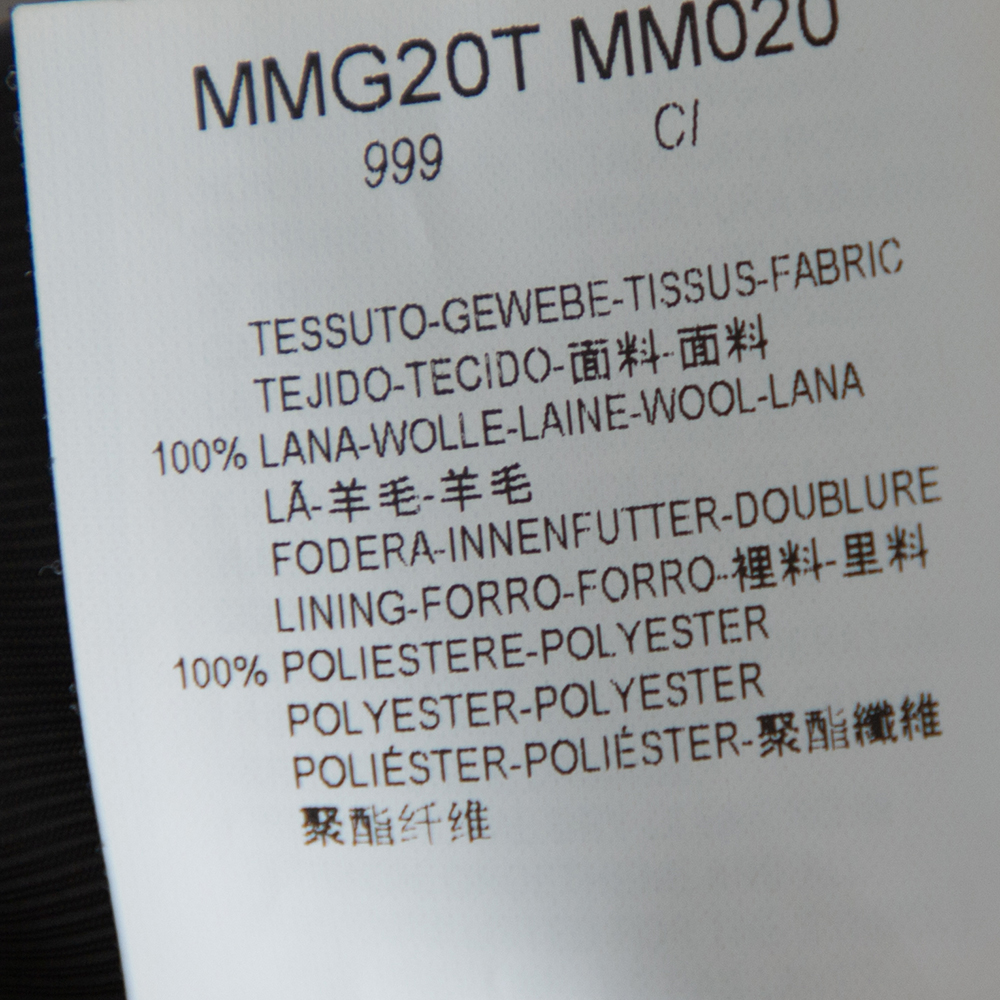 MMG20T MM020
999 CI
TESSUTO-GEWEBE-TISSUS-FABRIC
TEJIDO-TECIDO-面料-面料
100% LANA-WOLLE-LAINE-WOOL-LANA
LÃ-羊毛-羊毛
FODERA-INNENFUTTER-DOUBLURE
LINING-FORRO-FORRO-裡料-里料
100% POLIESTERE-POLYESTER
POLYESTER-POLYESTER
POLIÉSTER-POLIÉSTER-聚酯纖維
聚酯纤维